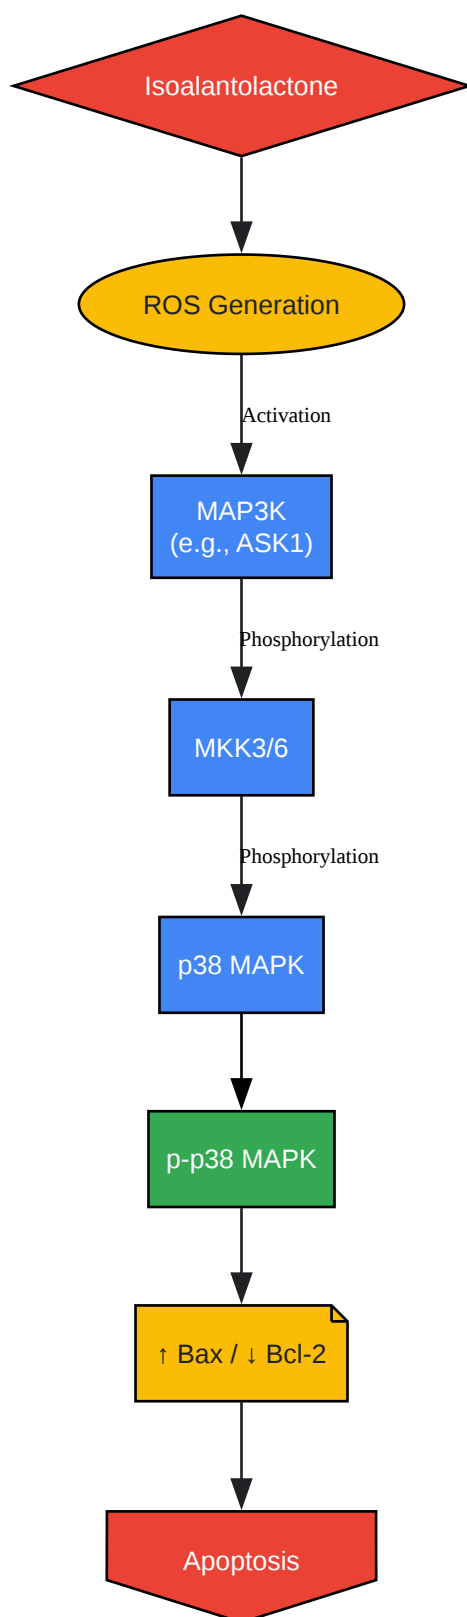 Isoalantolactone
ROS Generation
Activation
MAP3K
(e.g., ASK1)
Phosphorylation
MKK3/6
Phosphorylation
p38 MAPK
p-p38 MAPK
↑ Bax / ↓ Bcl-2
Apoptosis